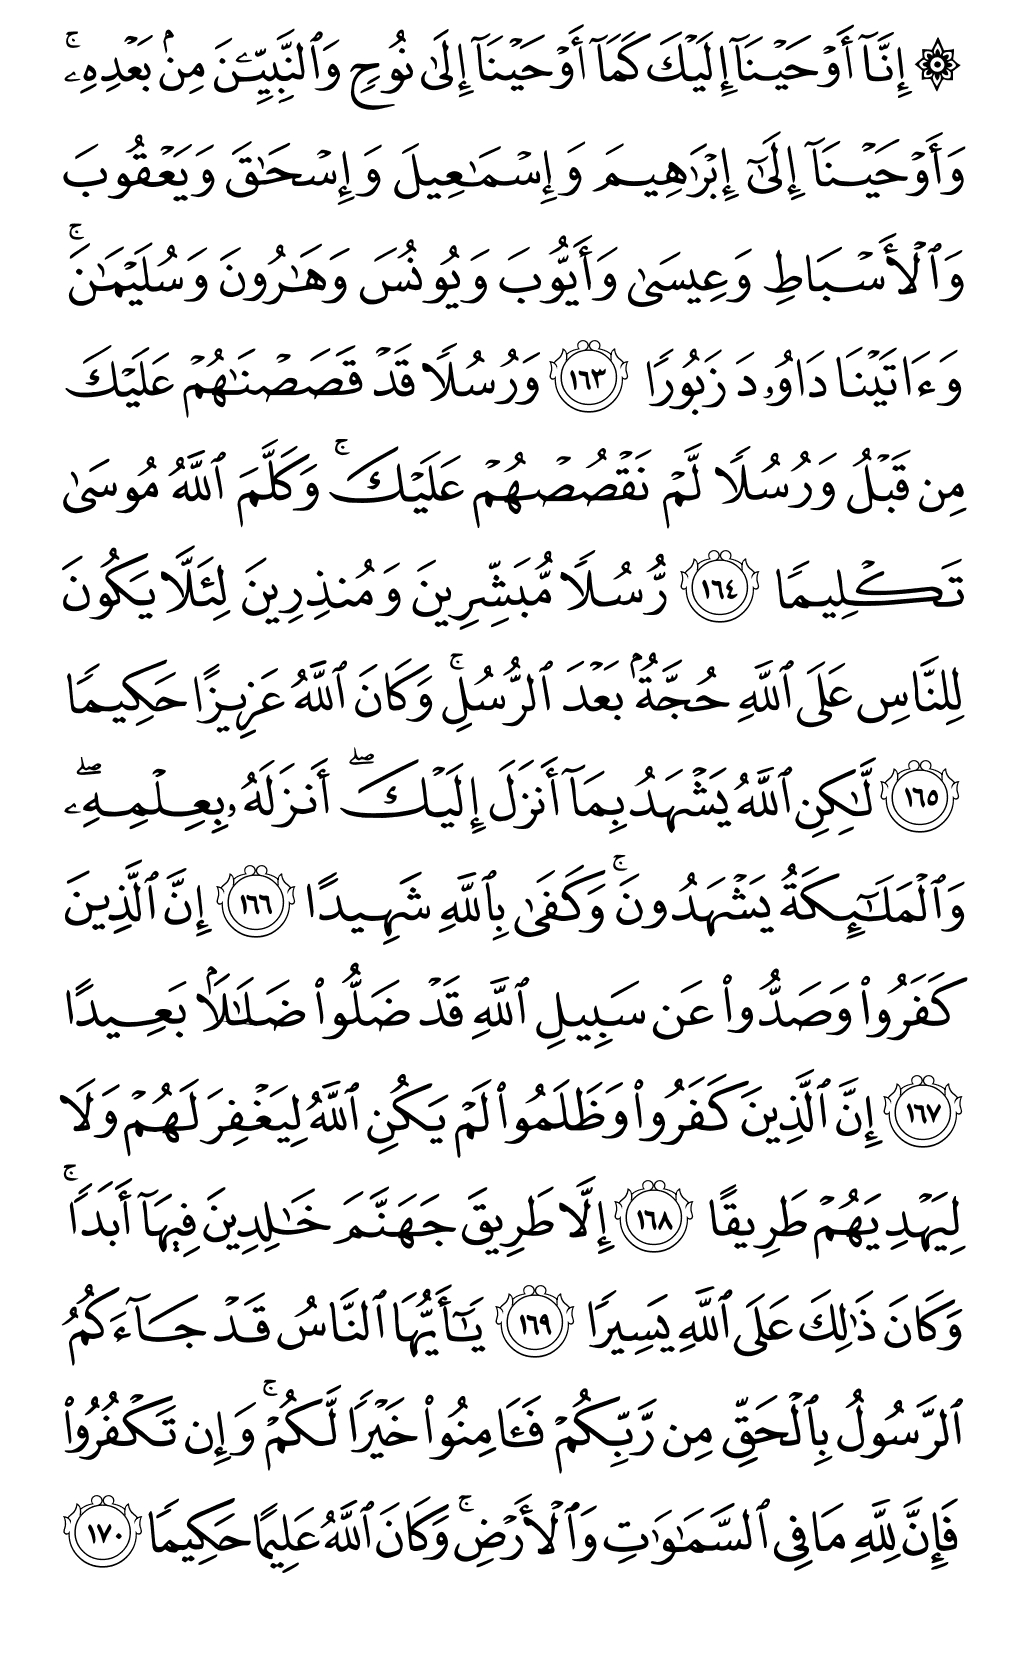 ۞ إِنَّآ أَوۡحَيۡنَآ إِلَيۡكَ كَمَآ أَوۡحَيۡنَآ إِلَىٰ نُوحٖ وَٱلنَّبِيِّـۧنَ مِنۢ بَعۡدِهِۦۚ
وَأَوۡحَيۡنَآ إِلَىٰٓ إِبۡرَٰهِيمَ وَإِسۡمَٰعِيلَ وَإِسۡحَٰقَ وَيَعۡقُوبَ
وَٱلۡأَسۡبَاطِ وَعِيسَىٰ وَأَيُّوبَ وَيُونُسَ وَهَٰرُونَ وَسُلَيۡمَٰنَۚ
وَءَاتَيۡنَا دَاوُۥدَ زَبُورٗا ١٦٣ وَرُسُلٗا قَدۡ قَصَصۡنَٰهُمۡ عَلَيۡكَ
مِن قَبۡلُ وَرُسُلٗا لَّمۡ نَقۡصُصۡهُمۡ عَلَيۡكَۚ وَكَلَّمَ ٱللَّهُ مُوسَىٰ
تَكۡلِيمٗا ١٦٤ رُّسُلٗا مُّبَشِّرِينَ وَمُنذِرِينَ لِئَلَّا يَكُونَ
لِلنَّاسِ عَلَى ٱللَّهِ حُجَّةُۢ بَعۡدَ ٱلرُّسُلِۚ وَكَانَ ٱللَّهُ عَزِيزًا حَكِيمٗا
١٦٥ لَّٰكِنِ ٱللَّهُ يَشۡهَدُ بِمَآ أَنزَلَ إِلَيۡكَۖ أَنزَلَهُۥ بِعِلۡمِهِۦۖ
وَٱلۡمَلَٰٓئِكَةُ يَشۡهَدُونَۚ وَكَفَىٰ بِٱللَّهِ شَهِيدًا ١٦٦ إِنَّ ٱلَّذِينَ
كَفَرُواْ وَصَدُّواْ عَن سَبِيلِ ٱللَّهِ قَدۡ ضَلُّواْ ضَلَٰلَۢا بَعِيدًا
١٦٧ إِنَّ ٱلَّذِينَ كَفَرُواْ وَظَلَمُواْ لَمۡ يَكُنِ ٱللَّهُ لِيَغۡفِرَ لَهُمۡ وَلَا
لِيَهۡدِيَهُمۡ طَرِيقًا ١٦٨ إِلَّا طَرِيقَ جَهَنَّمَ خَٰلِدِينَ فِيهَآ أَبَدٗاۚ
وَكَانَ ذَٰلِكَ عَلَى ٱللَّهِ يَسِيرٗا ١٦٩ يَٰٓأَيُّهَا ٱلنَّاسُ قَدۡ جَآءَكُمُ
ٱلرَّسُولُ بِٱلۡحَقِّ مِن رَّبِّكُمۡ فَـَٔامِنُواْ خَيۡرٗا لَّكُمۡۚ وَإِن تَكۡفُرُواْ
فَإِنَّ لِلَّهِ مَا فِي ٱلسَّمَٰوَٰتِ وَٱلۡأَرۡضِۚ وَكَانَ ٱللَّهُ عَلِيمًا حَكِيمٗا ١٧٠